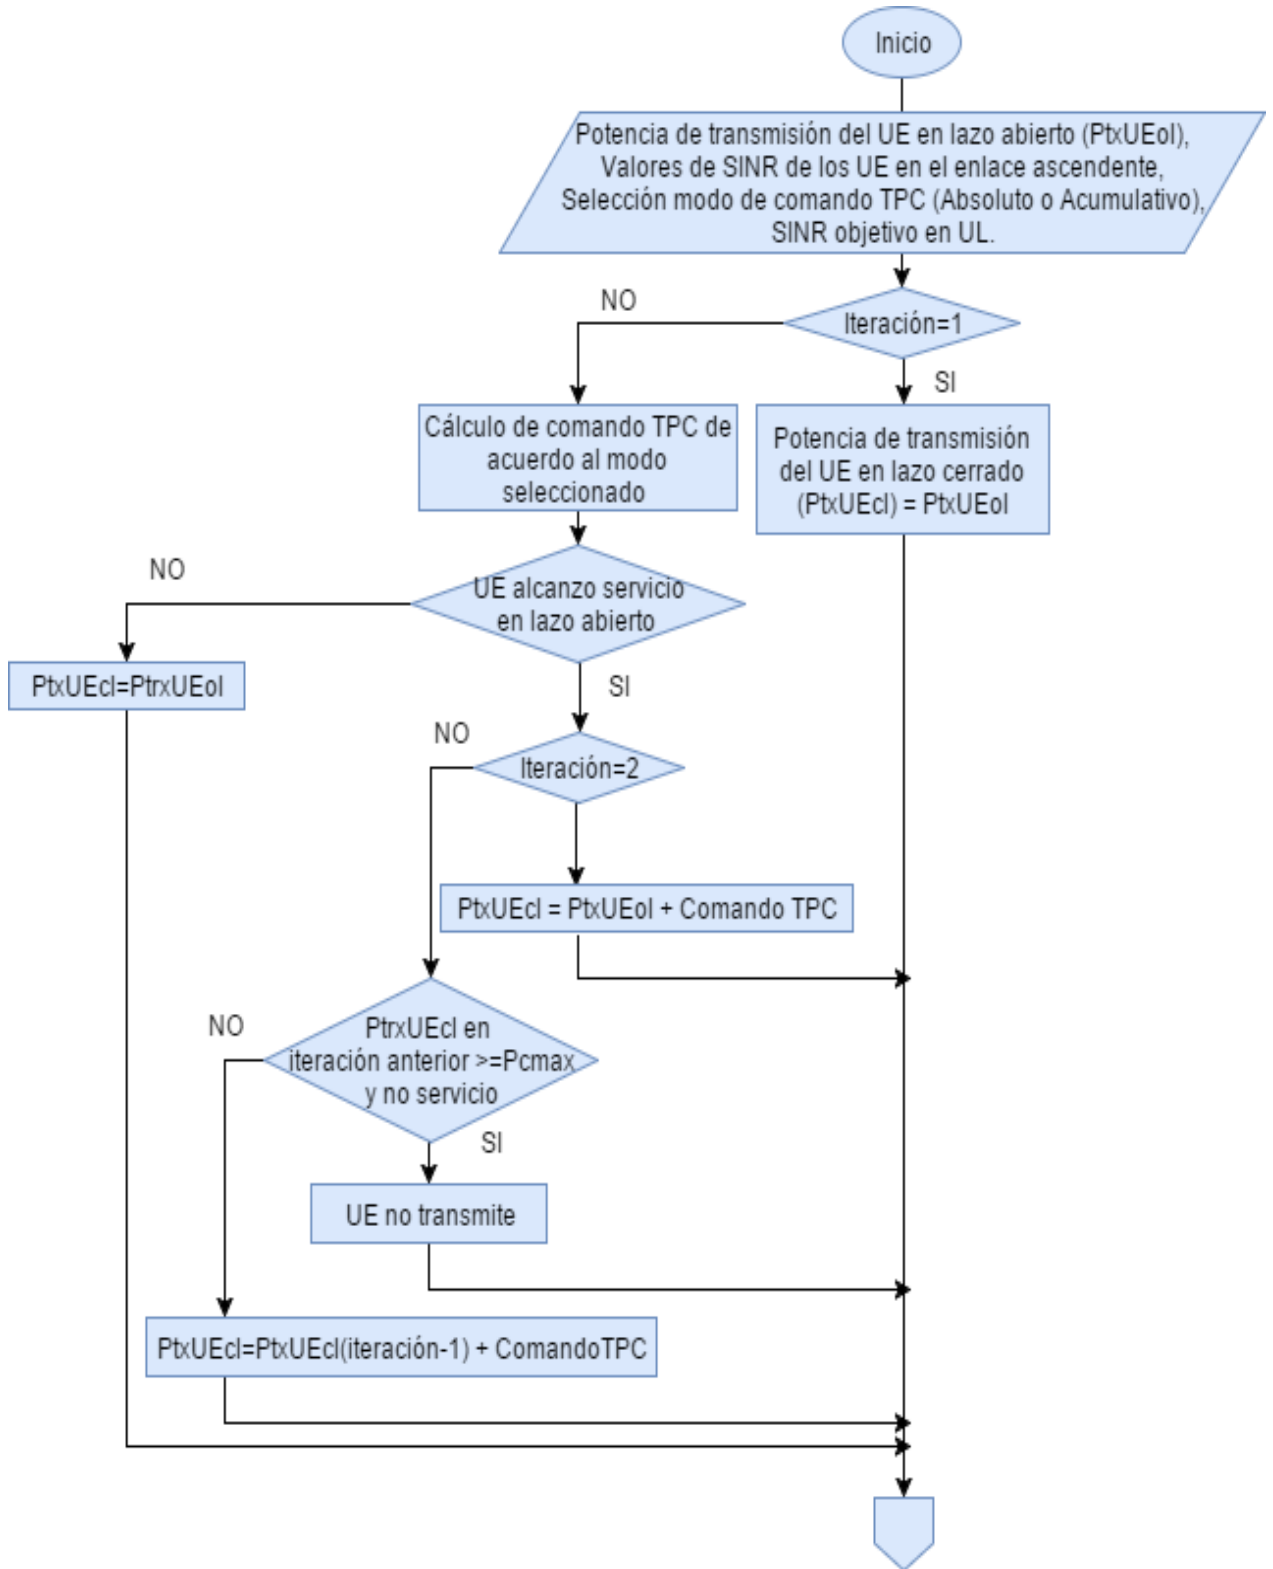 Inicio
Potencia de transmisión del UE en lazo abierto (PtxUEol),
Valores de SINR de los UE en el enlace ascendente,
Selección modo de comando TPC (Absoluto o Acumulativo),
SINR objetivo en UL.
NO
Iteración=1
SI
Cálculo de comando TPC de
acuerdo al modo
seleccionado
Potencia de transmisión
del UE en lazo cerrado
(PtxUEcl) = PtxUEol
NO
UE alcanzo servicio
en lazo abierto
PtxUEcl=PtrxUEol
SI
NO
Iteración=2
PtxUEcl = PtxUEol + Comando TPC
NO
PtrxUEcl en
iteración anterior >=Pcmax
y no servicio
SI
UE no transmite
PtxUEcl=PtxUEcl(iteración-1) + ComandoTPC